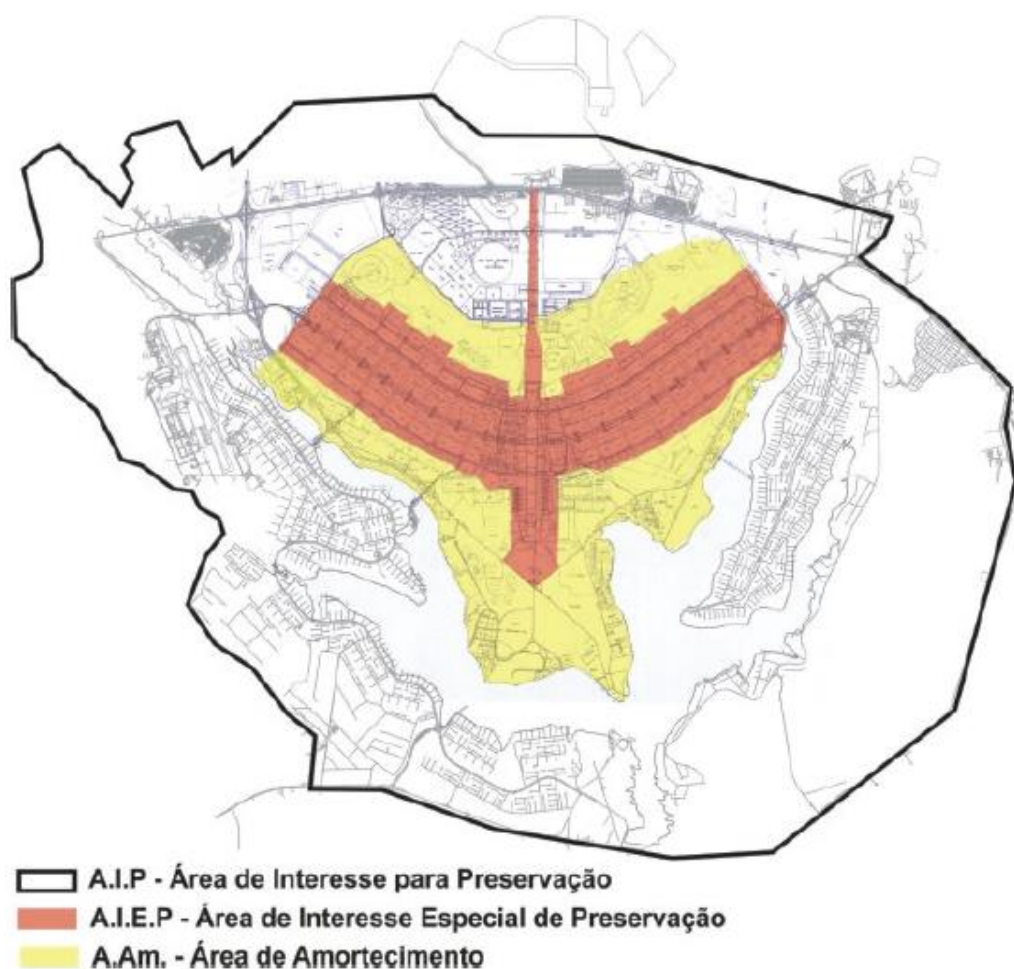 A.I.P - Área de Interesse para Preservação
A.I.E.P - Área de Interesse Especial de Preservação
A.Am. - Área de Amortecimento